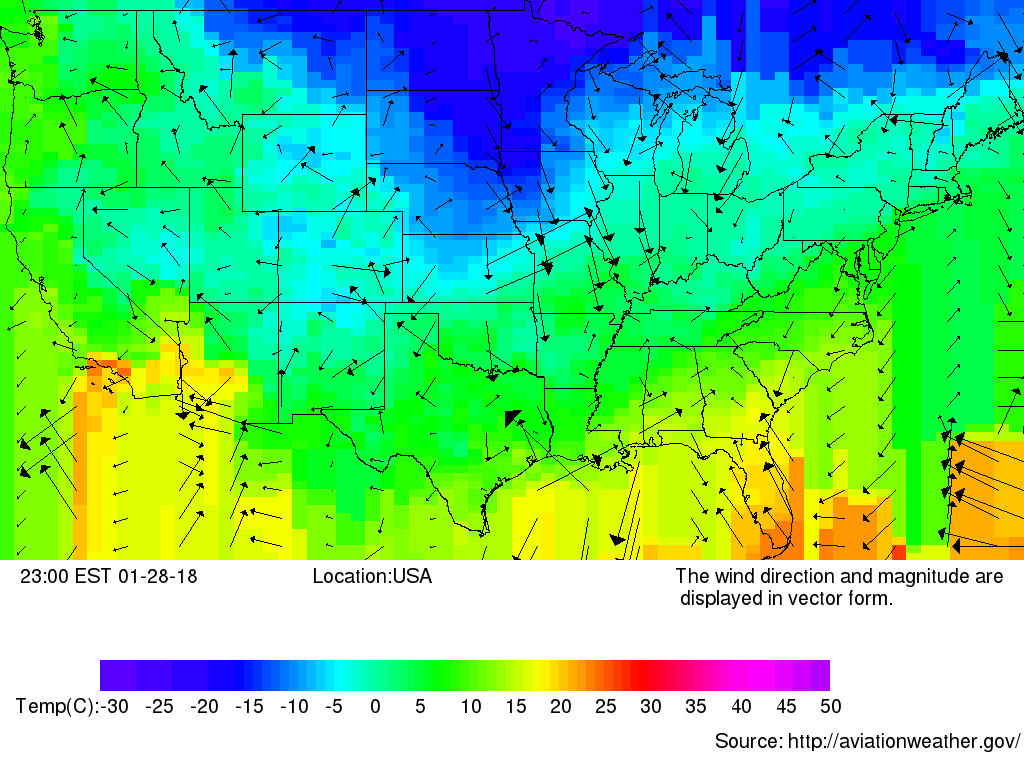 23:00 EST 01-28-18 Location:USA The wind direction and magnitude are
displayed in vector form.
Temp(C): -30 -25 -20 -15 -10 -5 0 5 10 15 20 25 30 35 40 45 50
Source: http://aviationweather.gov/